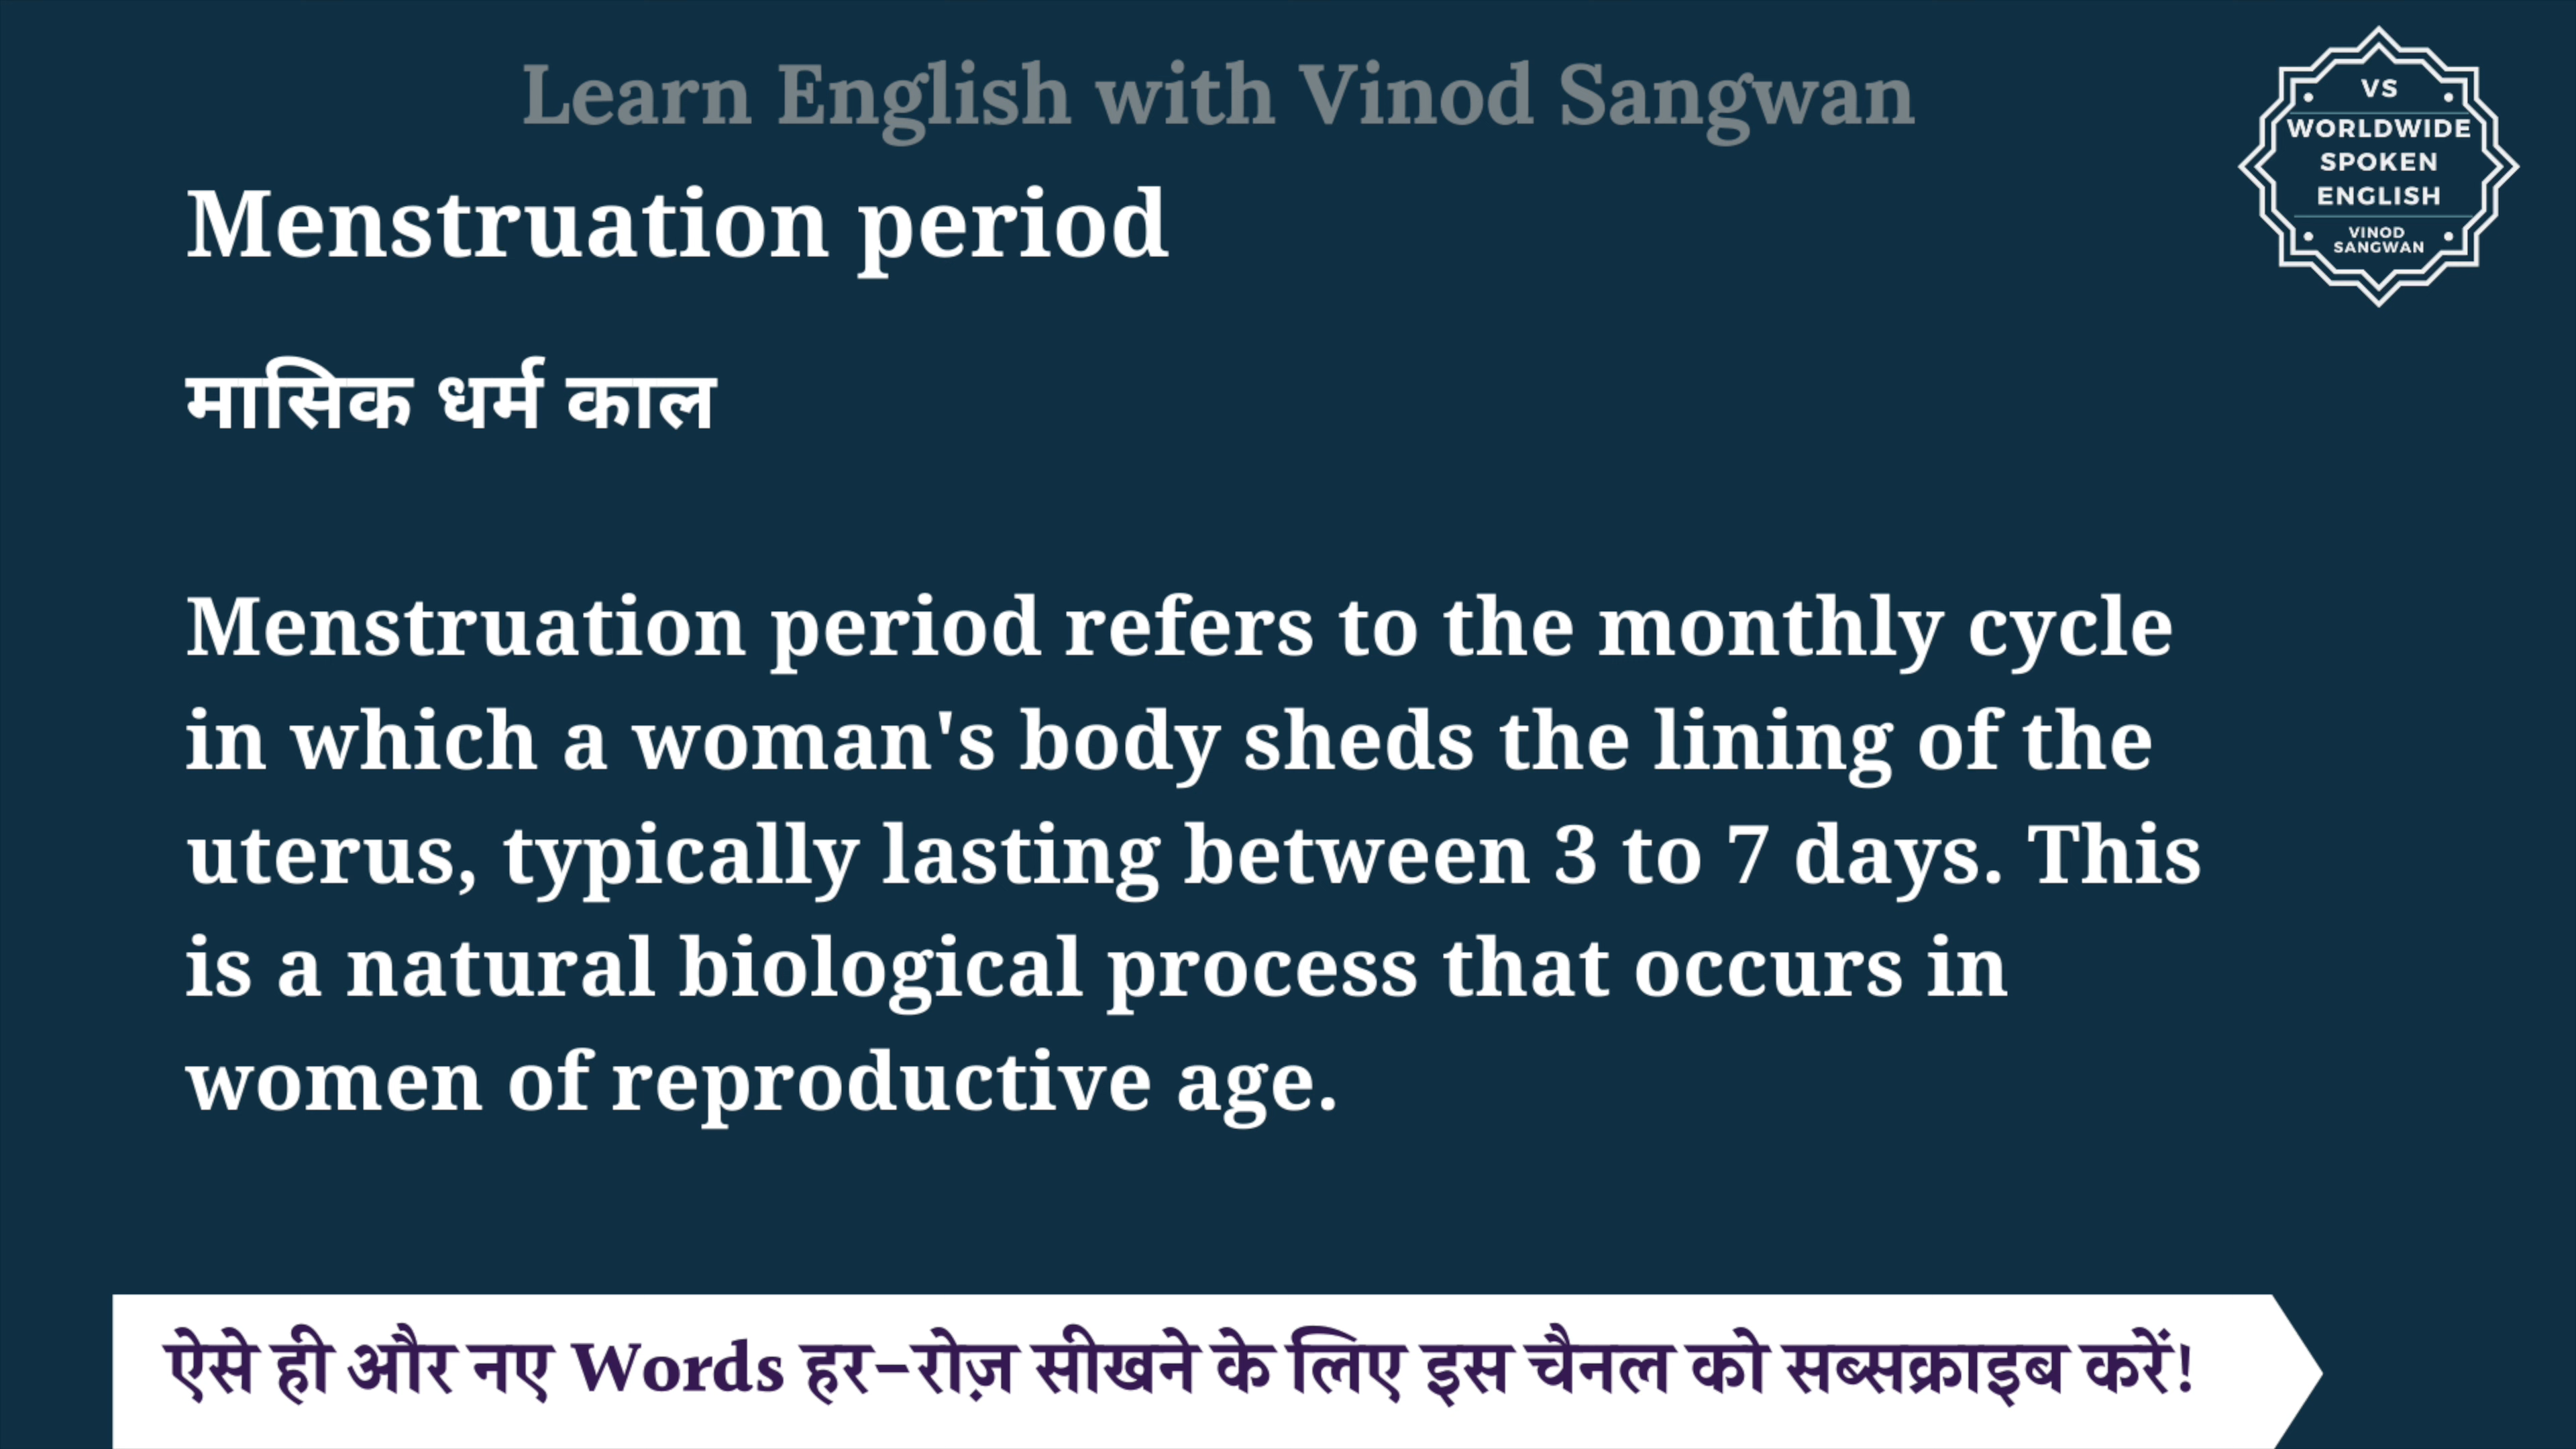 Learn English with Vinod Sangwan
VS
WORLDWIDE
SPOKEN
ENGLISH
VINOD
SANGWAN
Menstruation period
मासिक धर्म काल
Menstruation period refers to the monthly cycle
in which a woman's body sheds the lining of the
uterus, typically lasting between 3 to 7 days. This
is a natural biological process that occurs in
women of reproductive age.
ऐसे ही और नए Words हर-रोज़ सीखने के लिए इस चैनल को सब्सक्राइब करें!